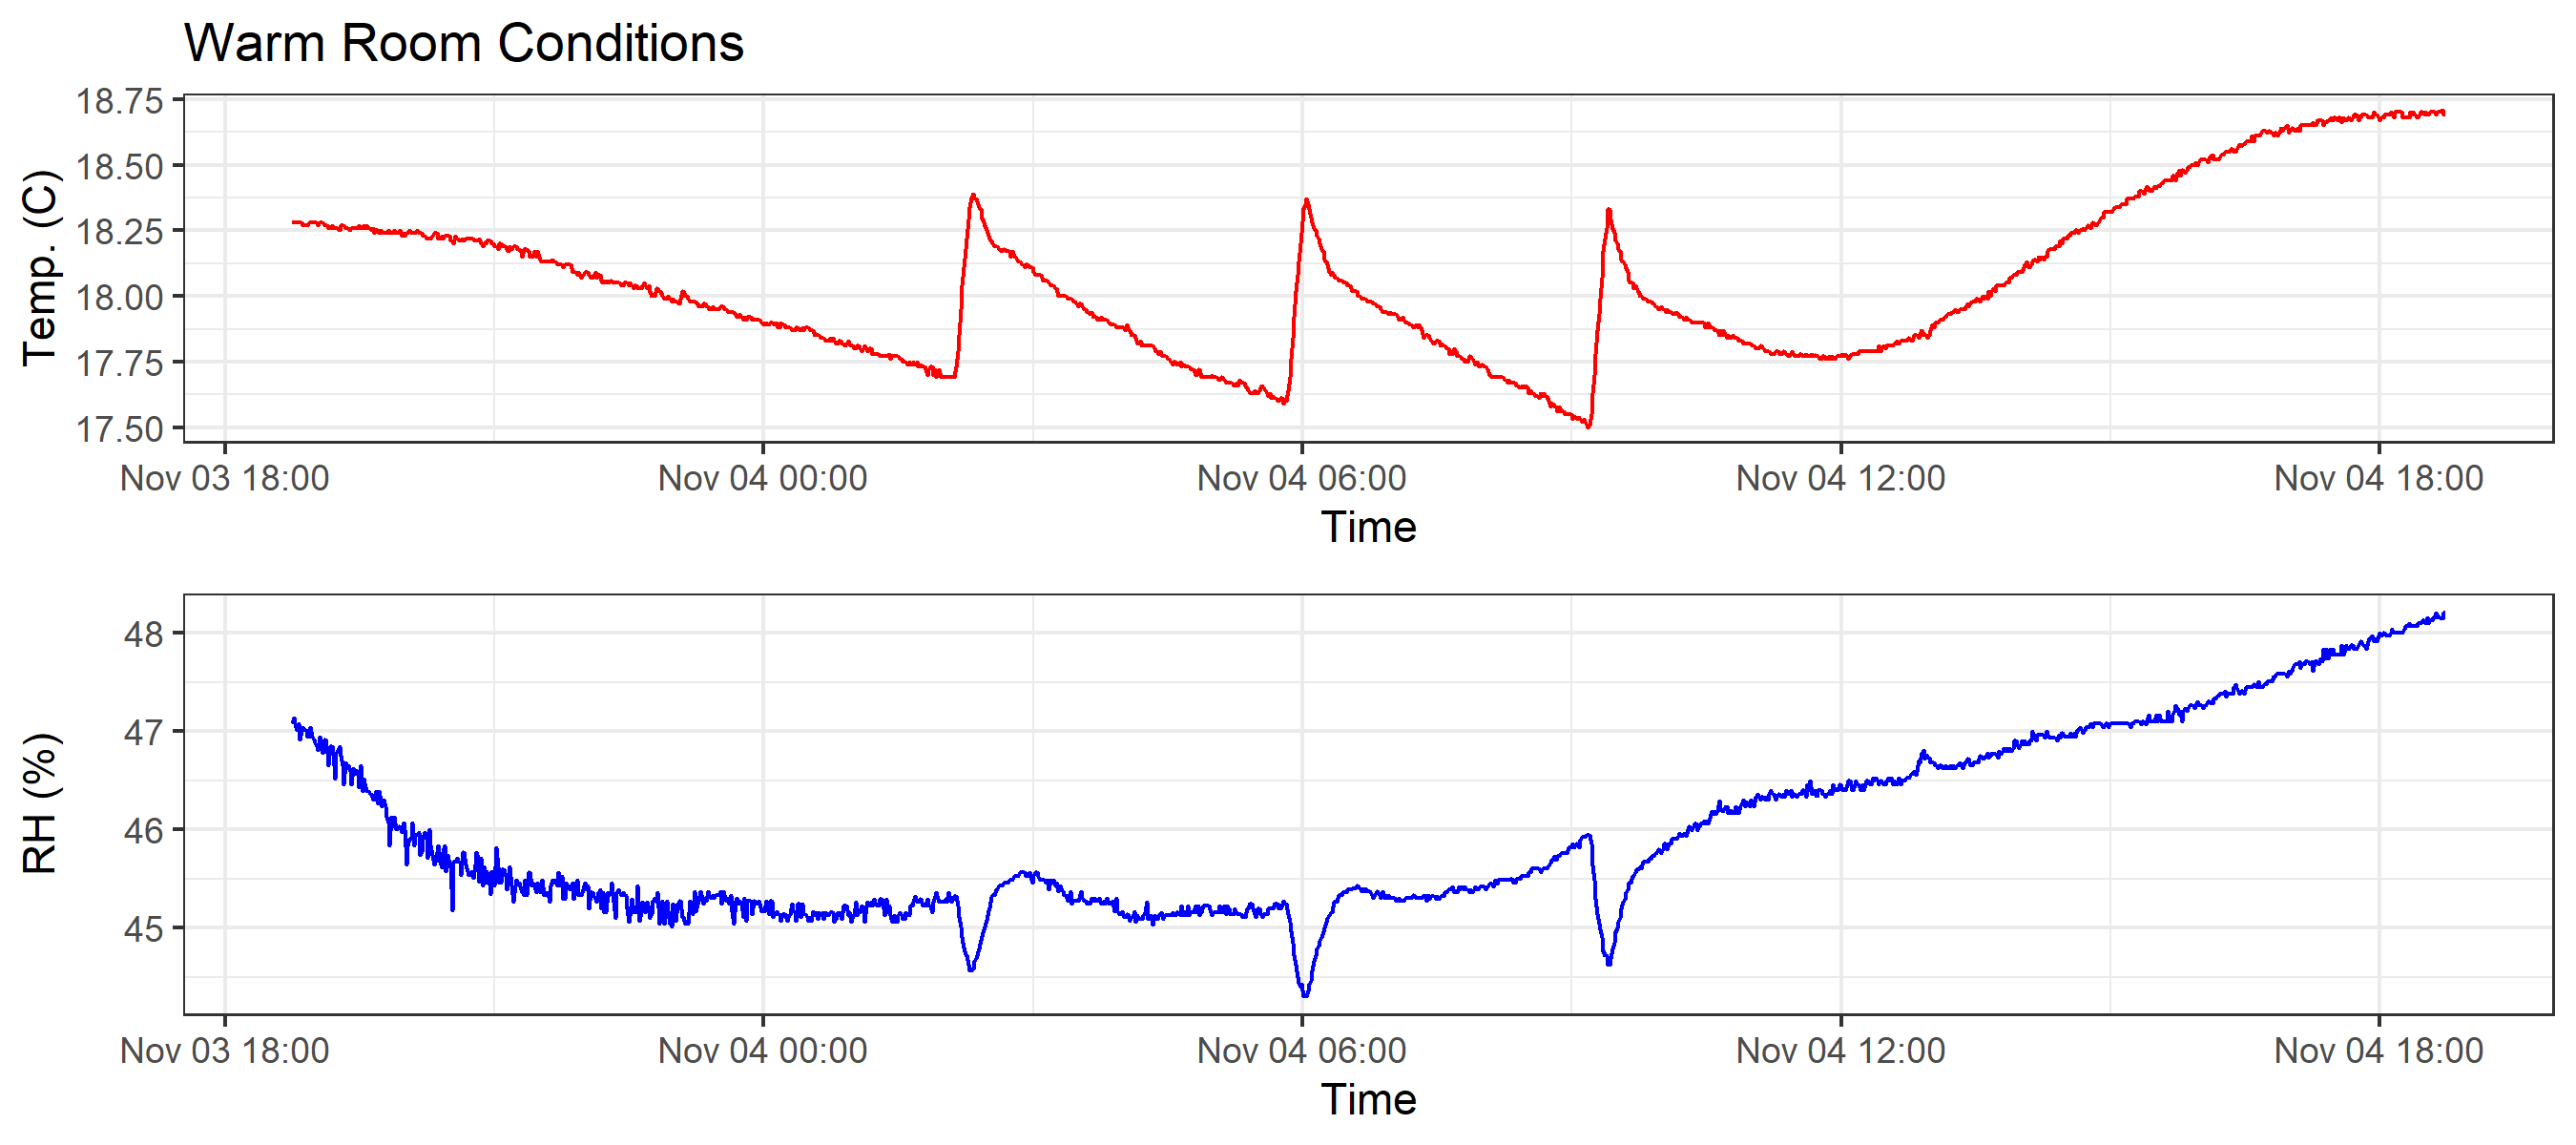 Warm Room Conditions
18.75
18.50
18.25
18.00
17.75
17.50
Temp. (C)
Nov 03 18:00 Nov 04 00:00 Nov 04 06:00 Nov 04 12:00 Nov 04 18:00
Time
48
47
46
45
RH (%)
Nov 03 18:00 Nov 04 00:00 Nov 04 06:00 Nov 04 12:00 Nov 04 18:00
Time